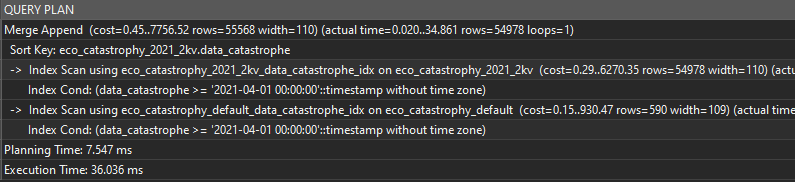 QUERY PLAN
Merge Append (cost=0.45..7756.52 rows=55568 width=110) (actual time=0.020..34.861 rows=54978 loops=1)
Sort Key: eco_catastrophy_2021_2kv.data_catastrophe
-> Index Scan using eco_catastrophy_2021_2kv_data_catastrophe_idx on eco_catastrophy_2021_2kv (cost=0.29..6270.35 rows=54978 width=110) (actu
Index Cond: (data_catastrophe >= '2021-04-01 00:00:00'::timestamp without time zone)
-> Index Scan using eco_catastrophy_default_data_catastrophe_idx on eco_catastrophy_default (cost=0.15..930.47 rows=590 width=109) (actual time
Index Cond: (data_catastrophe >= '2021-04-01 00:00:00'::timestamp without time zone)
Planning Time: 7.547 ms
Execution Time: 36.036 ms